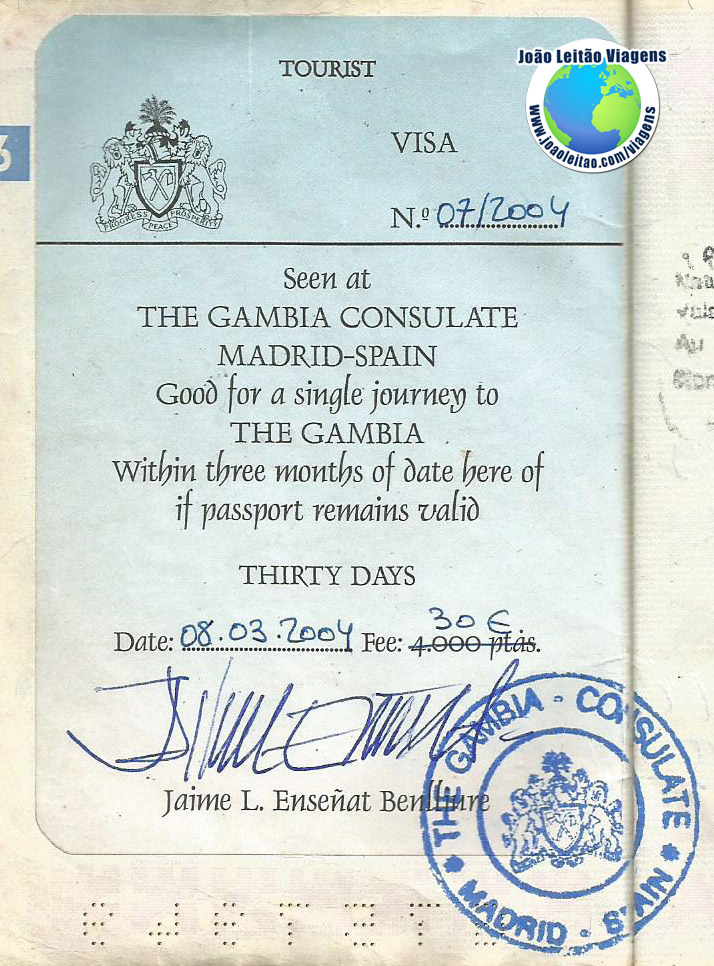 João Leitão Viagens
www.joaoleitao.com/viagens
TOURIST
VISA
PROGRESS PEACE PROSPERITY
N.º 07/2004
Seen at
THE GAMBIA CONSULATE
MADRID-SPAIN
Good for a single journey to
THE GAMBIA
Within three months of date here of
if passport remains valid
THIRTY DAYS
30 €
Date: 08.03.2004 Fee: 4.000 ptas.
Jaime L. Enseñat Benlliure
THE GAMBIA - CONSULATE
MADRID - SPAIN